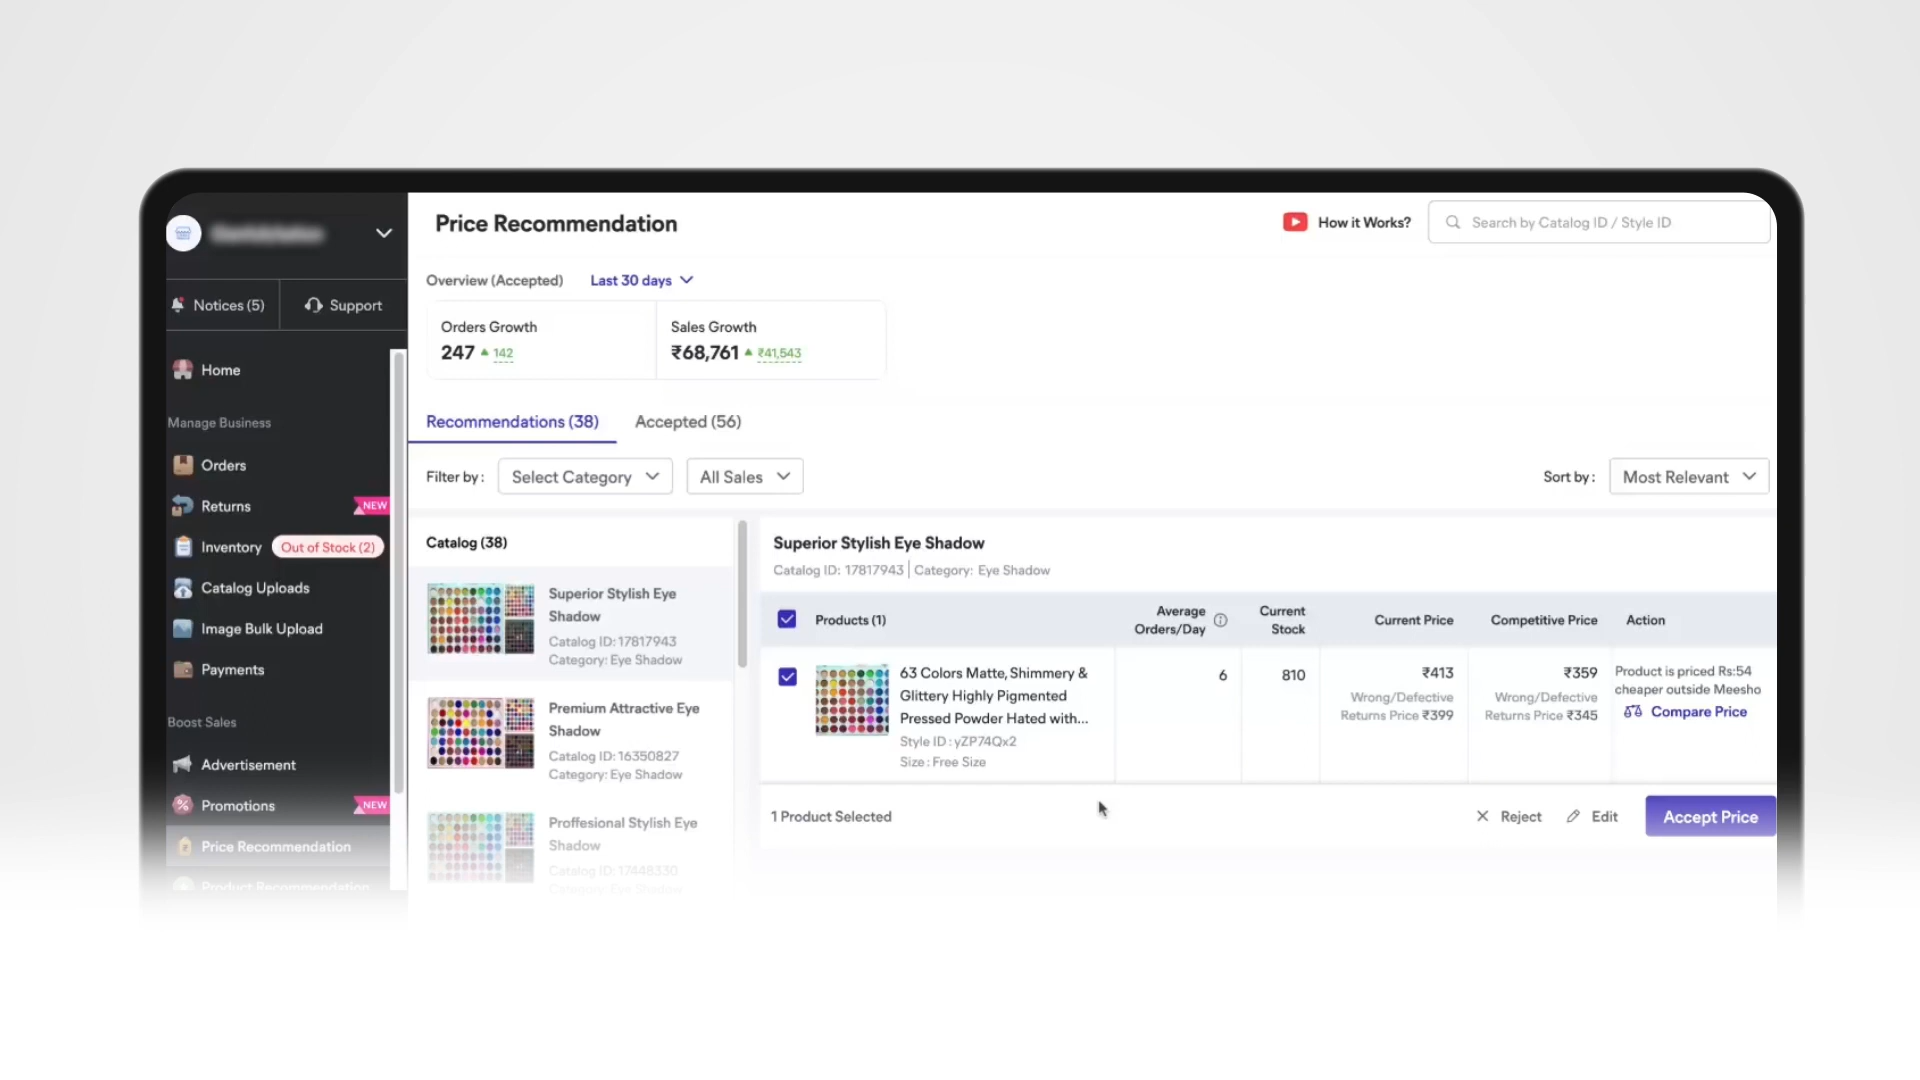 Notices (5)
Support
Home
Manage Business
Orders
Returns
NEW
Inventory
Out of Stock (2)
Catalog Uploads
Image Bulk Upload
Payments
Boost Sales
Advertisement
Promotions
NEW
Price Recommendation
Product Recommendation
Price Recommendation
How it Works?
Search by Catalog ID / Style ID
Overview (Accepted)
Last 30 days
Orders Growth
247 142
Sales Growth
₹68,761 ₹41,543
Recommendations (38)
Accepted (56)
Filter by :
Select Category
All Sales
Sort by :
Most Relevant
Catalog (38)
Superior Stylish Eye
Shadow
Catalog ID: 17817943
Category: Eye Shadow
Premium Attractive Eye
Shadow
Catalog ID: 16350827
Category: Eye Shadow
Proffesional Stylish Eye
Shadow
Catalog ID: 17448330
Category: Eye Shadow
Superior Stylish Eye Shadow
Catalog ID: 17817943 | Category: Eye Shadow
Products (1)
Average
Orders/Day
Current
Stock
Current Price
Competitive Price
Action
63 Colors Matte, Shimmery &
Glittery Highly Pigmented
Pressed Powder Hated with...
Style ID : yZP74Qx2
Size : Free Size
6
810
₹413
Wrong/Defective
Returns Price ₹399
₹359
Wrong/Defective
Returns Price ₹345
Product is priced Rs:54
cheaper outside Meesho
Compare Price
1 Product Selected
Reject
Edit
Accept Price